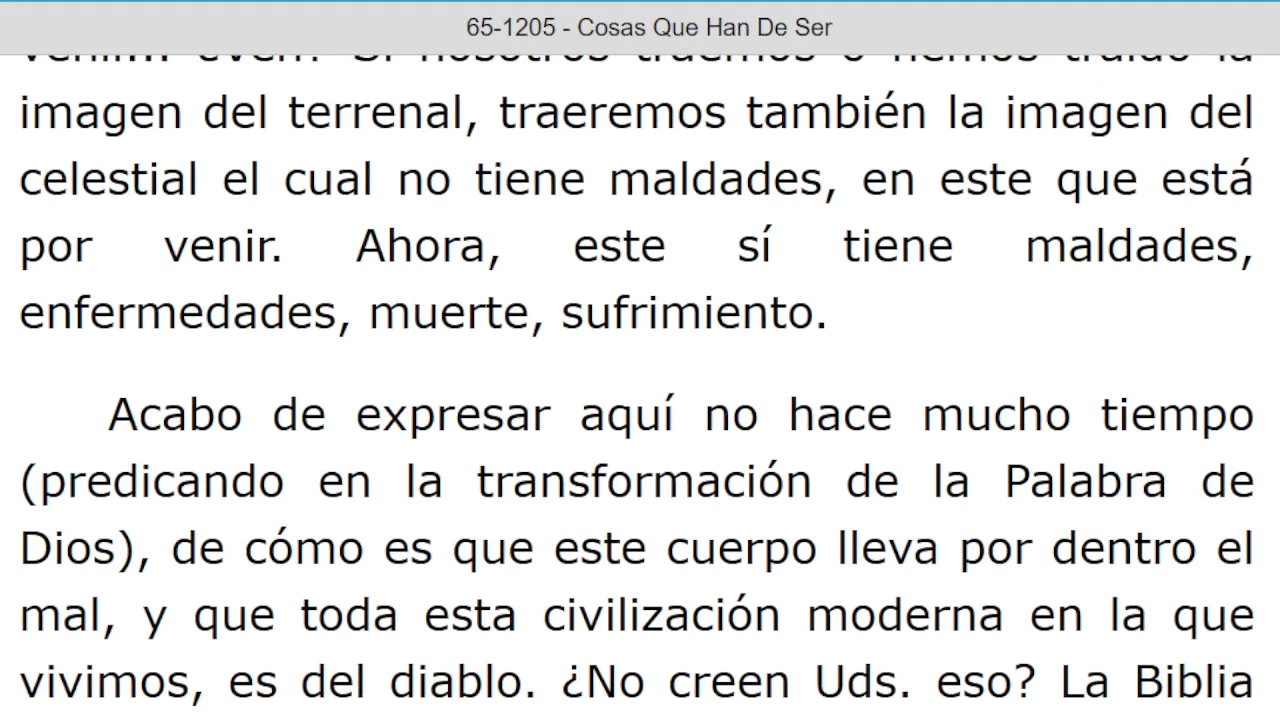 65-1205 - Cosas Que Han De Ser
imagen del terrenal, traeremos también la imagen del
celestial el cual no tiene maldades, en este que está
por venir. Ahora, este sí tiene maldades,
enfermedades, muerte, sufrimiento.
Acabo de expresar aquí no hace mucho tiempo
(predicando en la transformación de la Palabra de
Dios), de cómo es que este cuerpo lleva por dentro el
mal, y que toda esta civilización moderna en la que
vivimos, es del diablo. ¿No creen Uds. eso? La Biblia